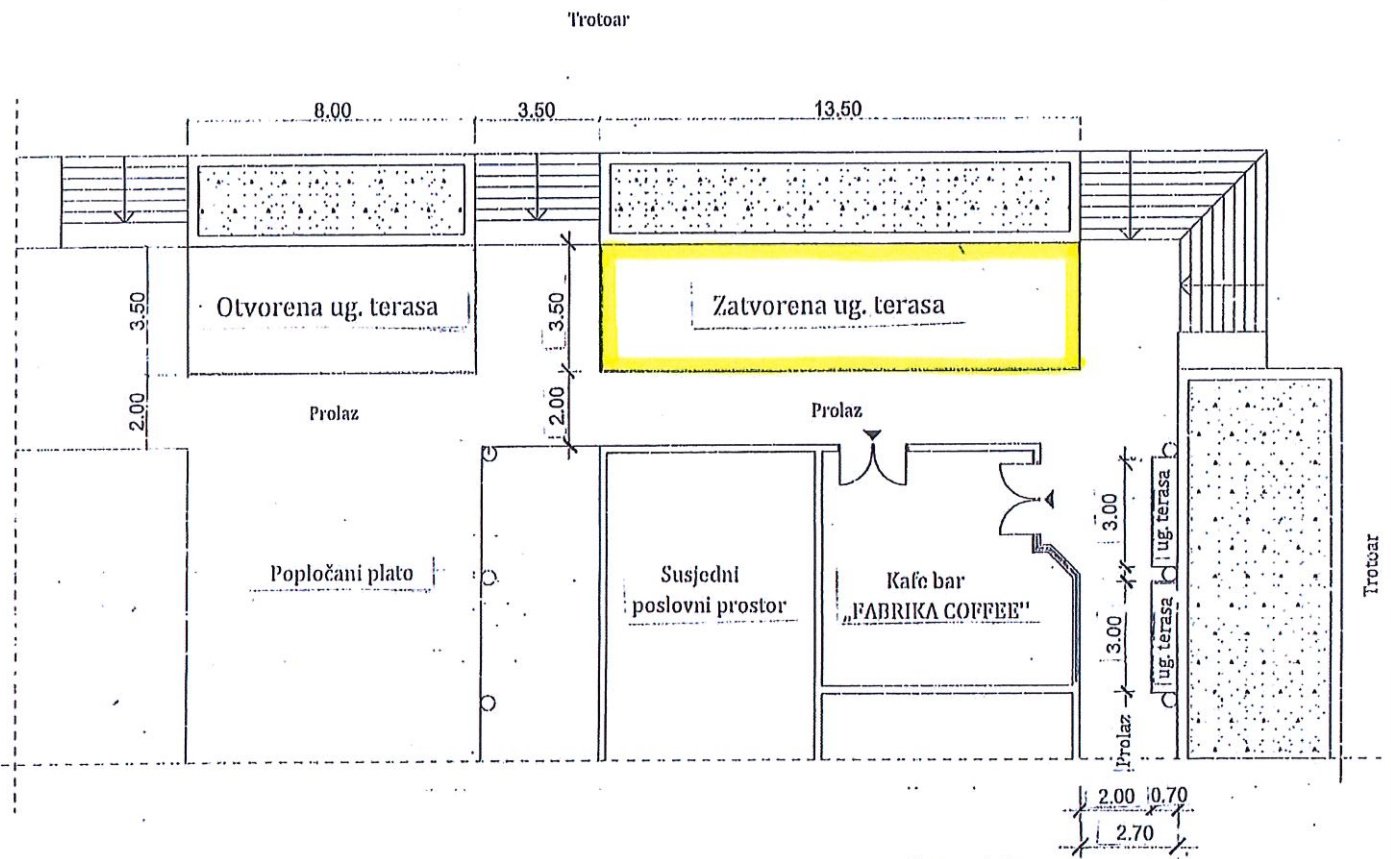 Trotoar
8.00
3.50
13.50
3.50
Otvorena ug. terasa
3.50
Zatvorena ug. terasa
2.00
Prolaz
2.00
Prolaz
Popločani plato
Susjedni
poslovni prostor
Kafe bar
„FABRIKA COFFEE"
3.00
ug. terasa
3.00
ug. terasa
Prolaz
Trotoar
2.00
0.70
2.70